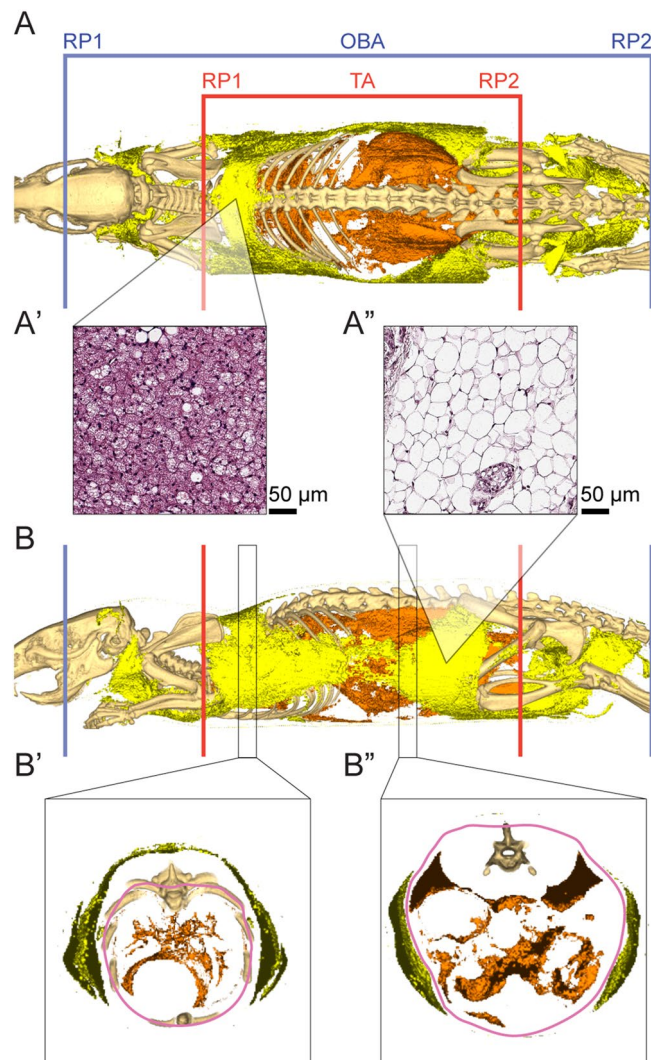 A
RP1 OBA RP2
RP1 TA RP2
A’ A”
50 µm 50 µm
B
B’ B”